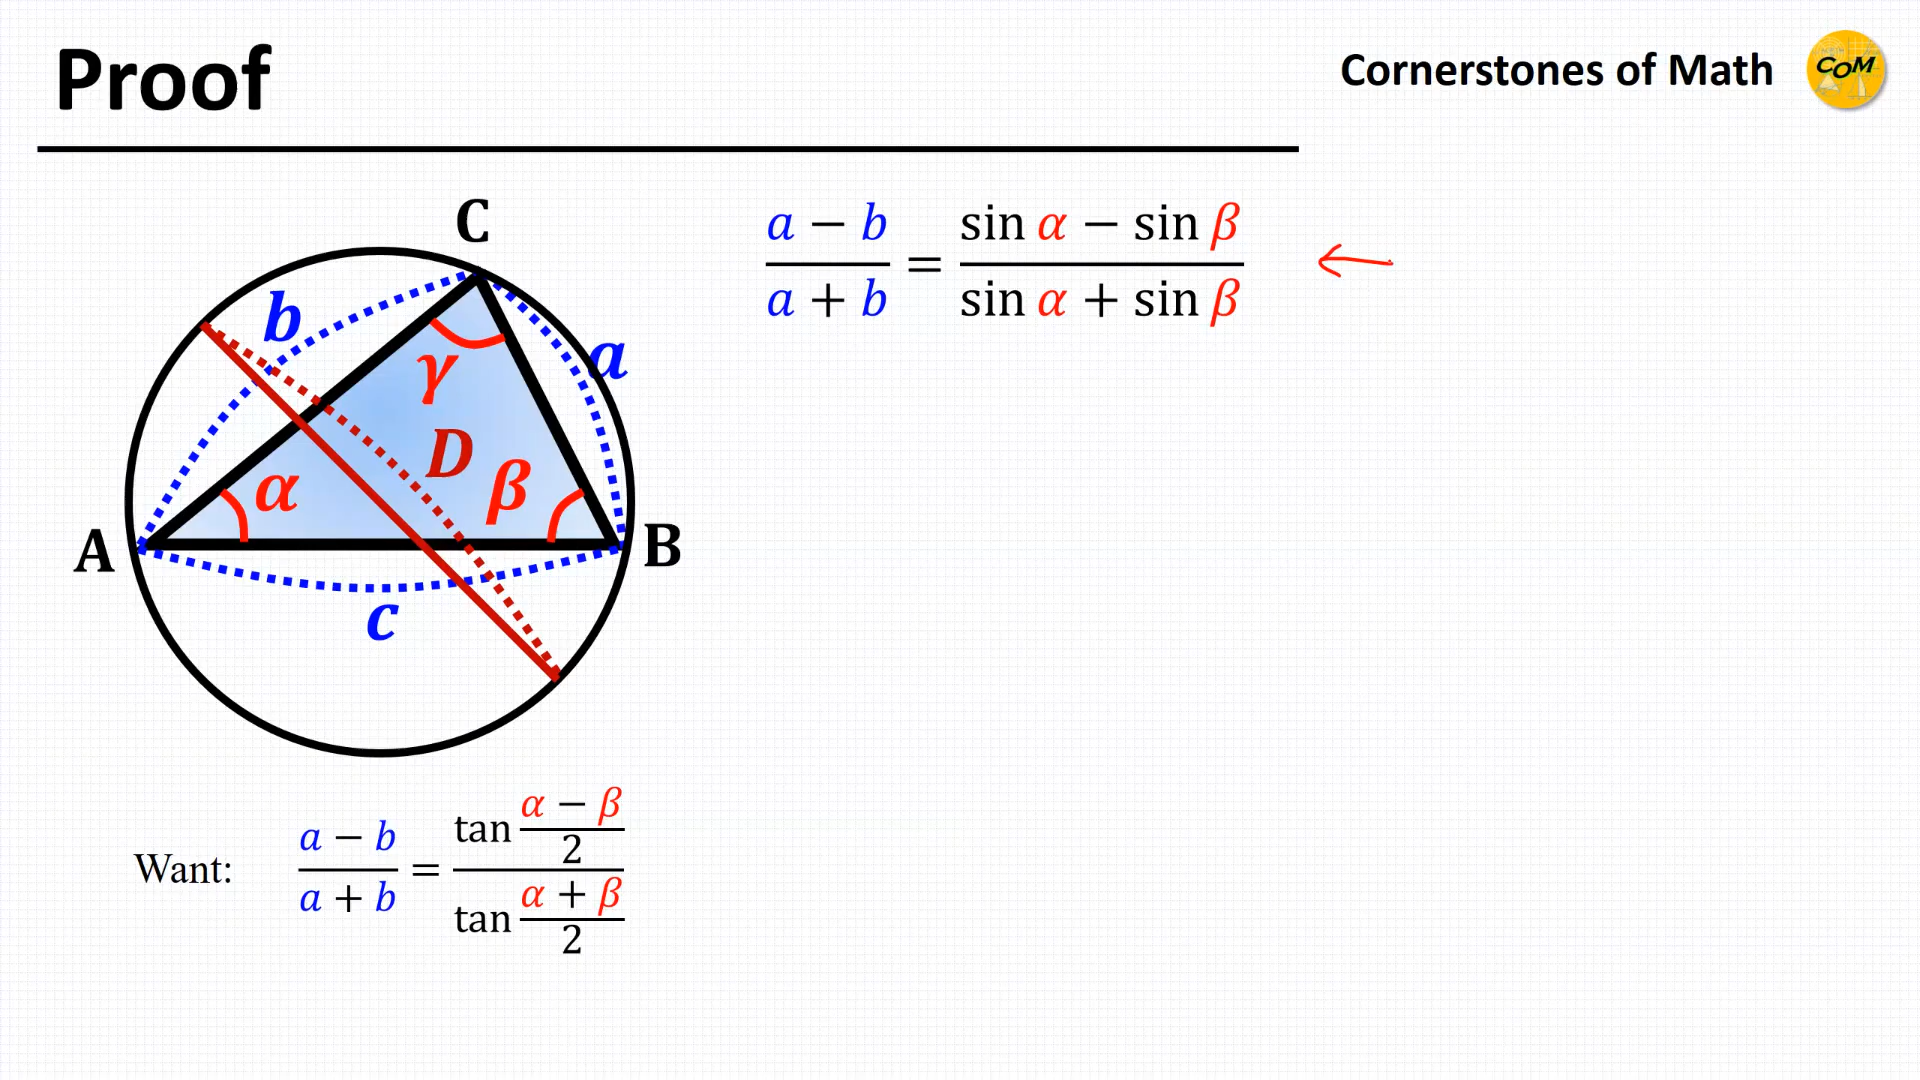 Proof
Cornerstones of Math
COM
C
b
a
γ
D
α
β
A
B
c
a − b / a + b = sin α − sin β / sin α + sin β
Want: a − b / a + b = tan α − β / 2 / tan α + β / 2